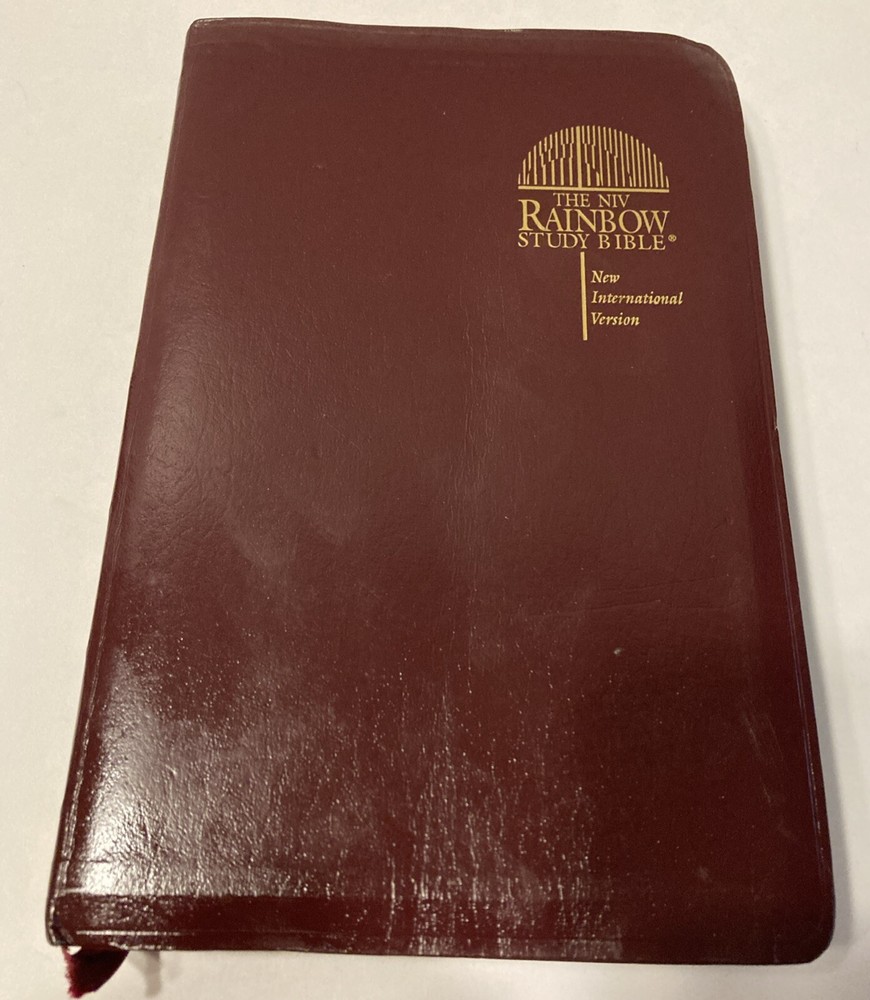 THE NIV
RAINBOW
STUDY BIBLE®
New
International
Version